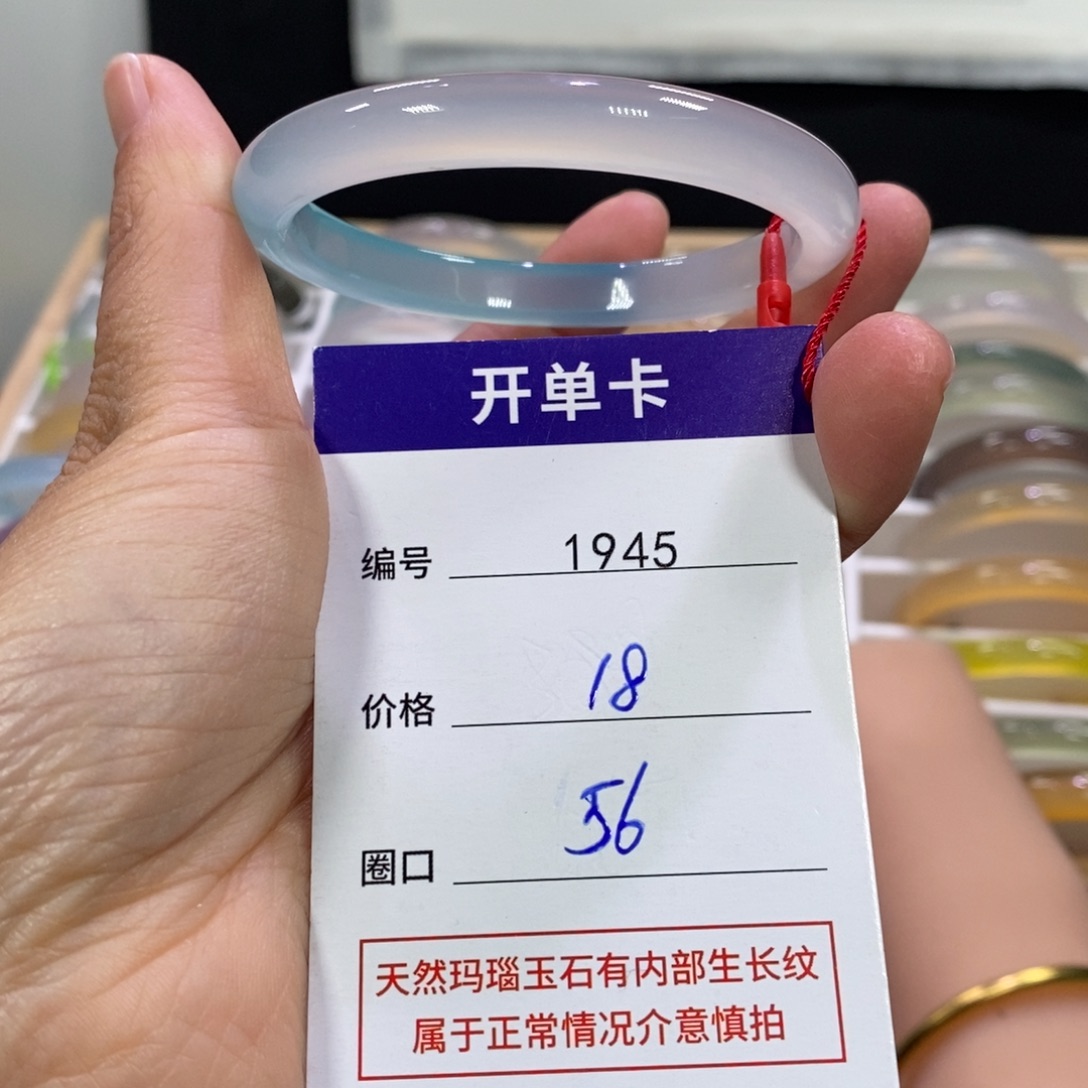 开单卡
编号 1945
价格 18
圈口 56
天然玛瑙玉石有内部生长纹
属于正常情况介意慎拍